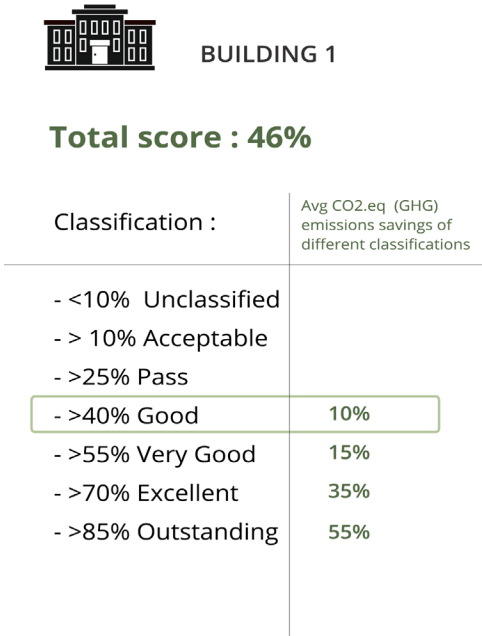 BUILDING 1
Total score : 46%
Classification :
Avg CO2.eq (GHG)
emissions savings of
different classifications
- <10% Unclassified
- > 10% Acceptable
- >25% Pass
- >40% Good 10%
- >55% Very Good 15%
- >70% Excellent 35%
- >85% Outstanding 55%